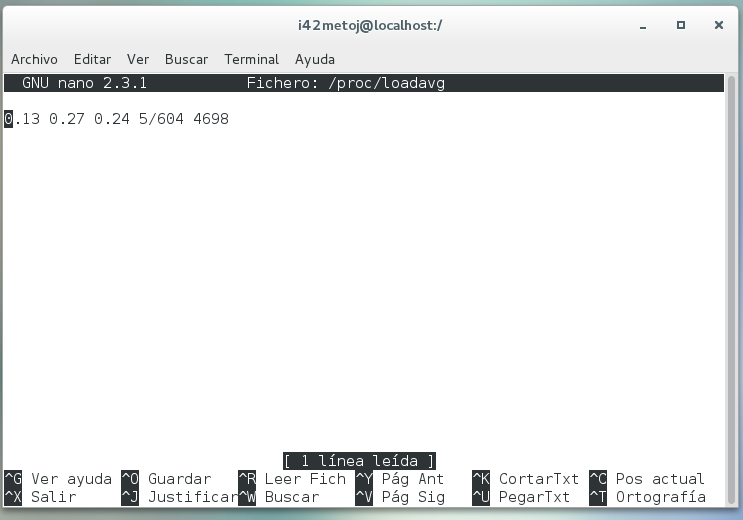 i42metoj@localhost:/
Archivo Editar Ver Buscar Terminal Ayuda
GNU nano 2.3.1 Fichero: /proc/loadavg
0.13 0.27 0.24 5/604 4698
[ 1 línea leída ]
^G Ver ayuda ^O Guardar ^R Leer Fich ^Y Pág Ant ^K CortarTxt ^C Pos actual
^X Salir ^J Justificar^W Buscar ^V Pág Sig ^U PegarTxt ^T Ortografía